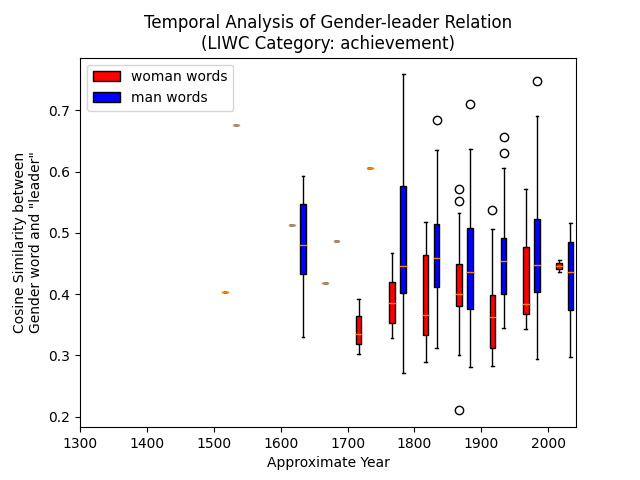 Temporal Analysis of Gender-leader Relation
(LIWC Category: achievement)
woman words
man words
0.7
0.6
0.5
0.4
0.3
0.2
Cosine Similarity between
Gender word and "leader"
1300 1400 1500 1600 1700 1800 1900 2000
Approximate Year